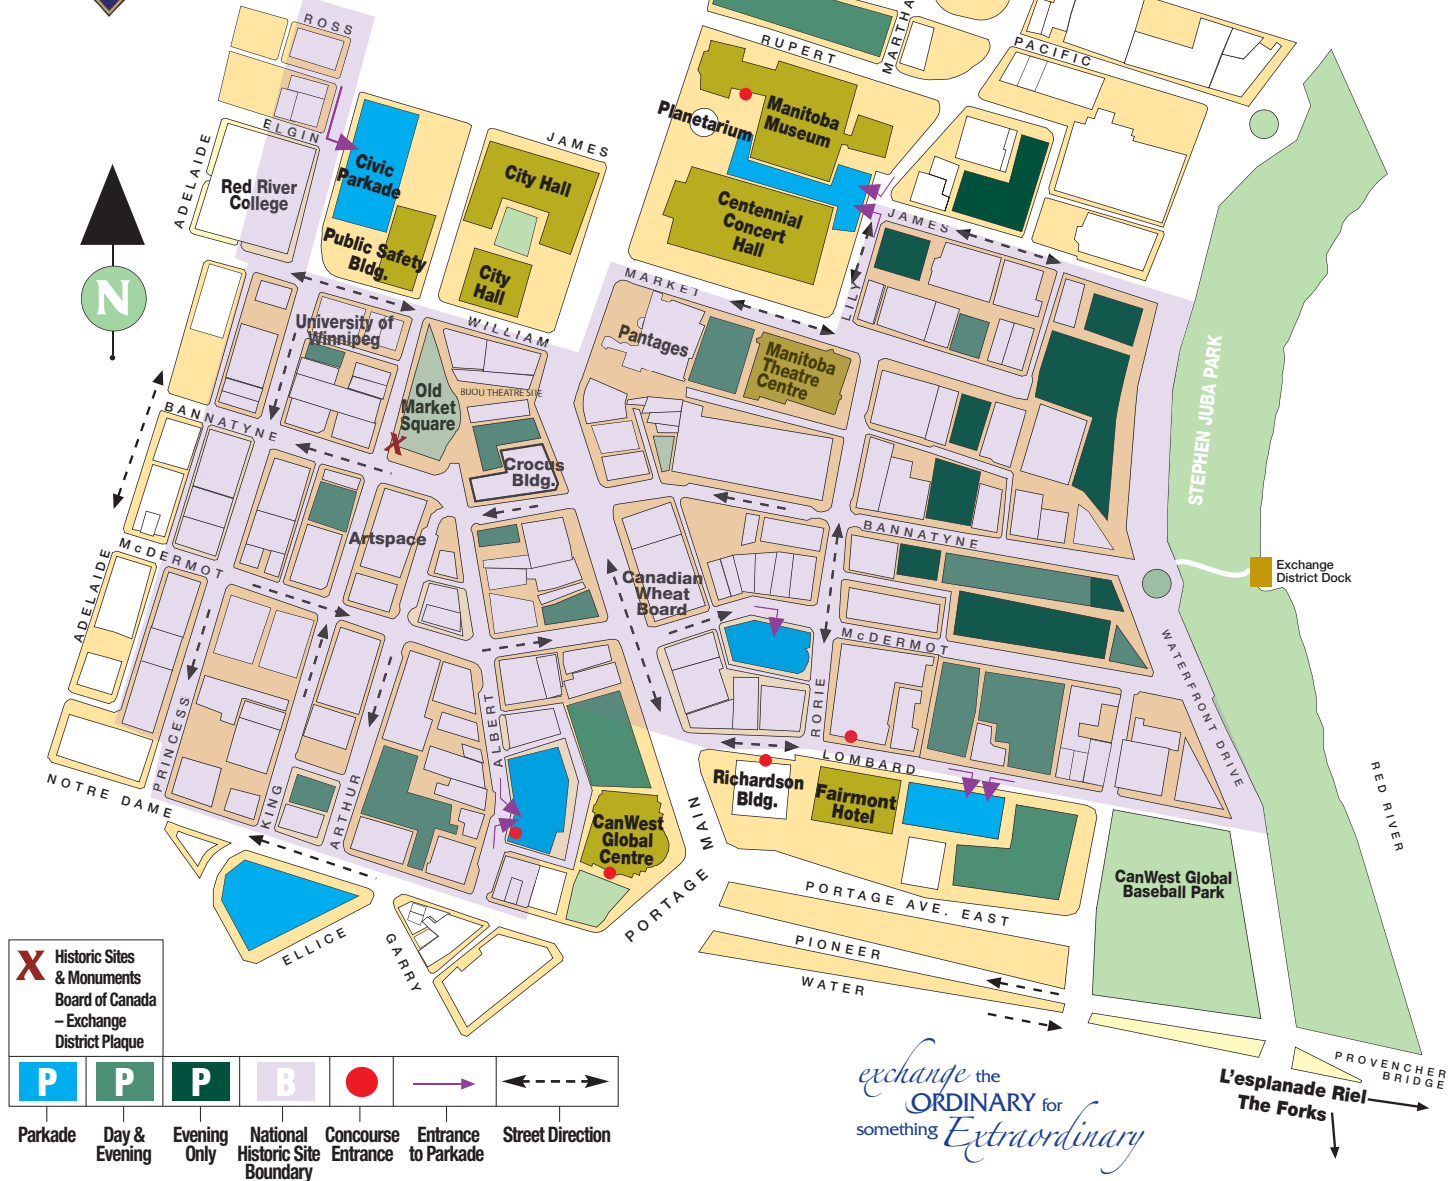 ROSS
RUPERT
MARTHA
PACIFIC
ELGIN
ADELAIDE
Civic
Parkade
Red River
College
JAMES
City Hall
Planetarium
Manitoba
Museum
Centennial
Concert
Hall
JAMES
Public Safety
Bldg.
City
Hall
N
MARKET
LILY
WILLIAM
University of
Winnipeg
Pantages
Manitoba
Theatre
Centre
STEPHEN JUBA PARK
Old
Market
Square
BIJOU THEATRE SITE
X
BANNATYNE
Crocus
Bldg.
Artspace
BANNATYNE
McDERMOT
ADELAIDE
Canadian
Wheat
Board
Exchange
District Dock
McDERMOT
WATERFRONT DRIVE
PRINCESS
ALBERT
RORIE
NOTRE DAME
KING
ARTHUR
LOMBARD
Richardson
Bldg.
Fairmont
Hotel
MAIN
CanWest
Global
Centre
RED RIVER
CanWest Global
Baseball Park
PORTAGE
PORTAGE AVE. EAST
ELLICE
GARRY
PIONEER
WATER
X
Historic Sites
& Monuments
Board of Canada
– Exchange
District Plaque
PROVENCHER
BRIDGE
L'esplanade Riel
The Forks
P
P
P
B
Parkade
Day &
Evening
Evening
Only
National
Historic Site
Boundary
Concourse
Entrance
Entrance
to Parkade
Street Direction
exchange the
ORDINARY for
something Extraordinary